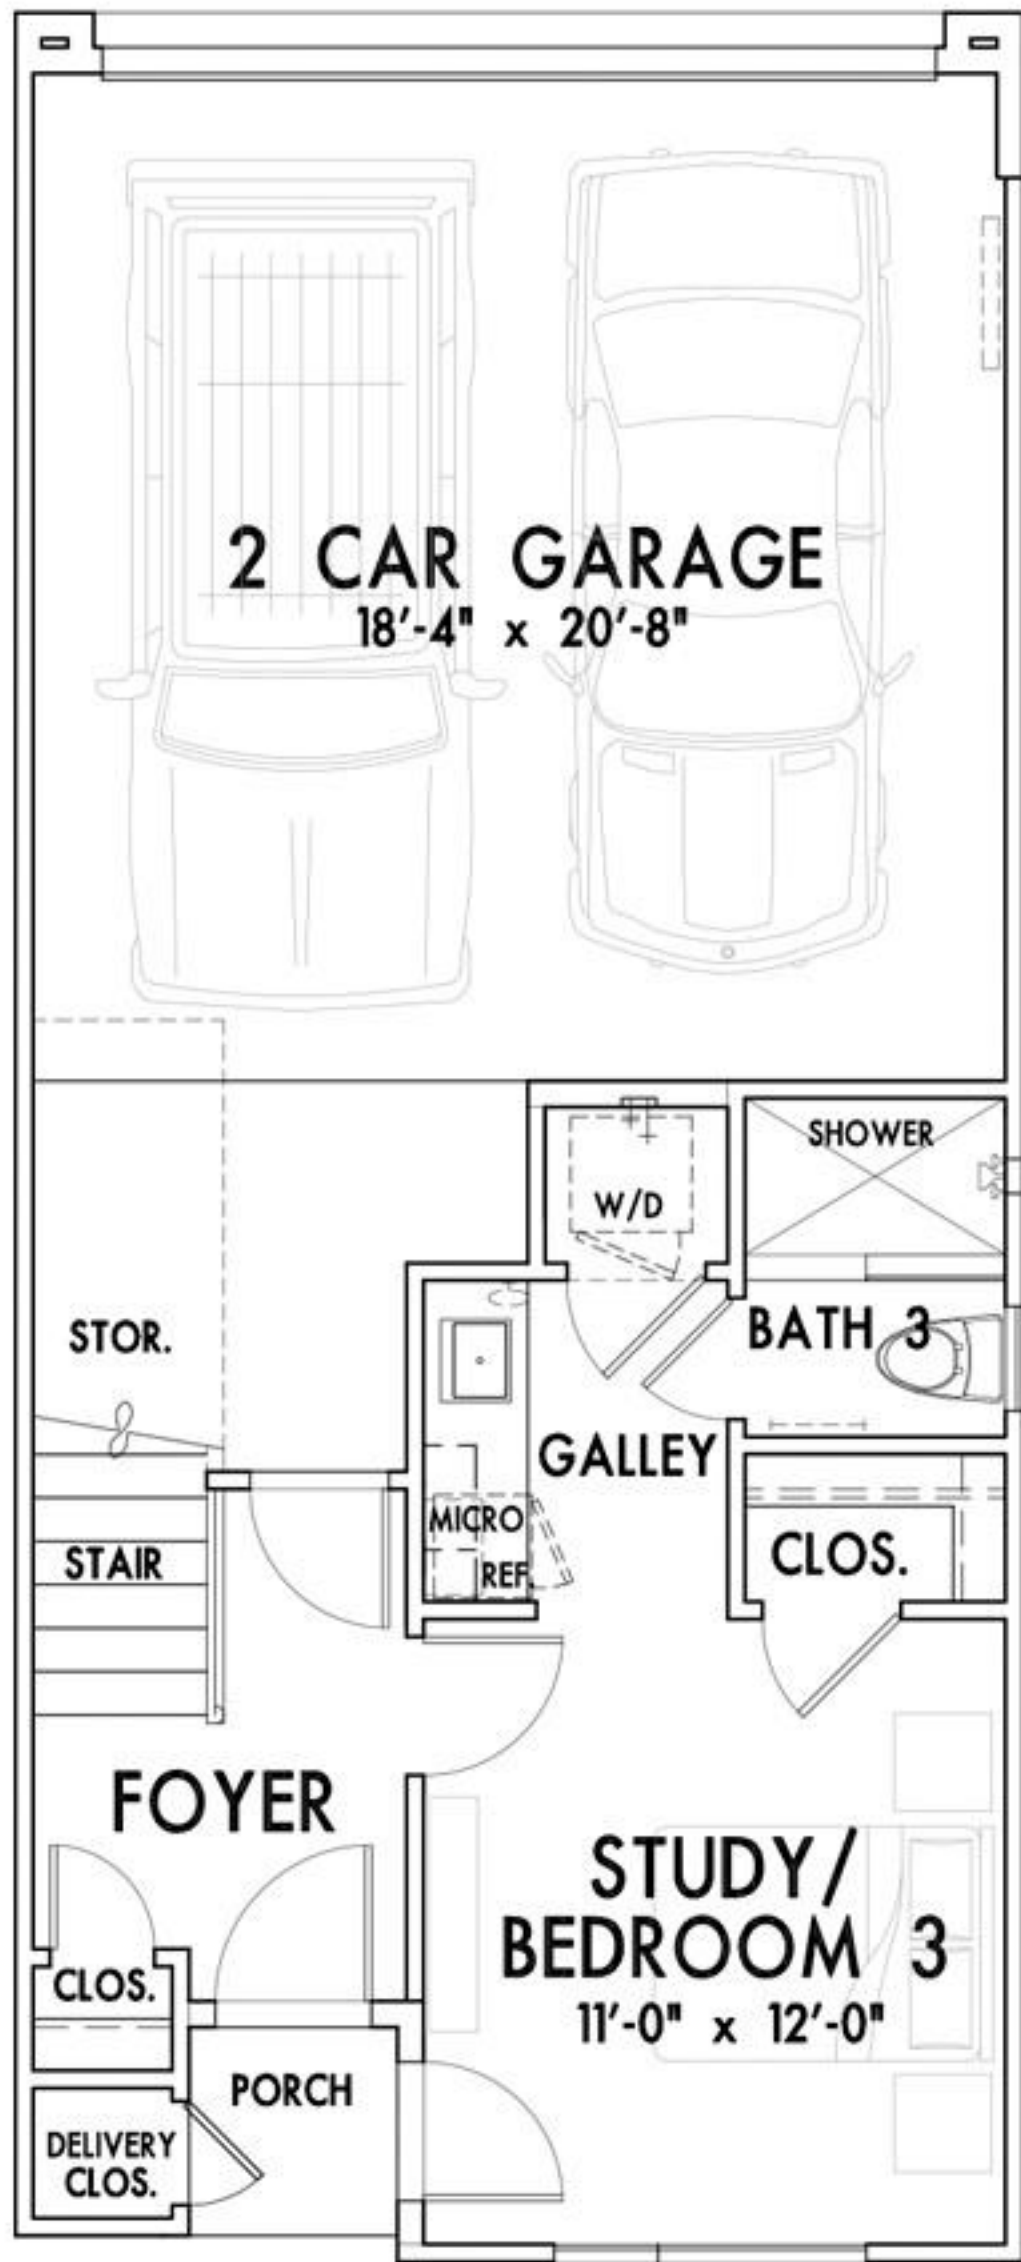 2 CAR GARAGE
18'-4" x 20'-8"
SHOWER
W/D
STOR.
BATH 3
GALLEY
MICRO
REF.
CLOS.
STAIR
FOYER
STUDY/
BEDROOM 3
11'-0" x 12'-0"
CLOS.
PORCH
DELIVERY
CLOS.